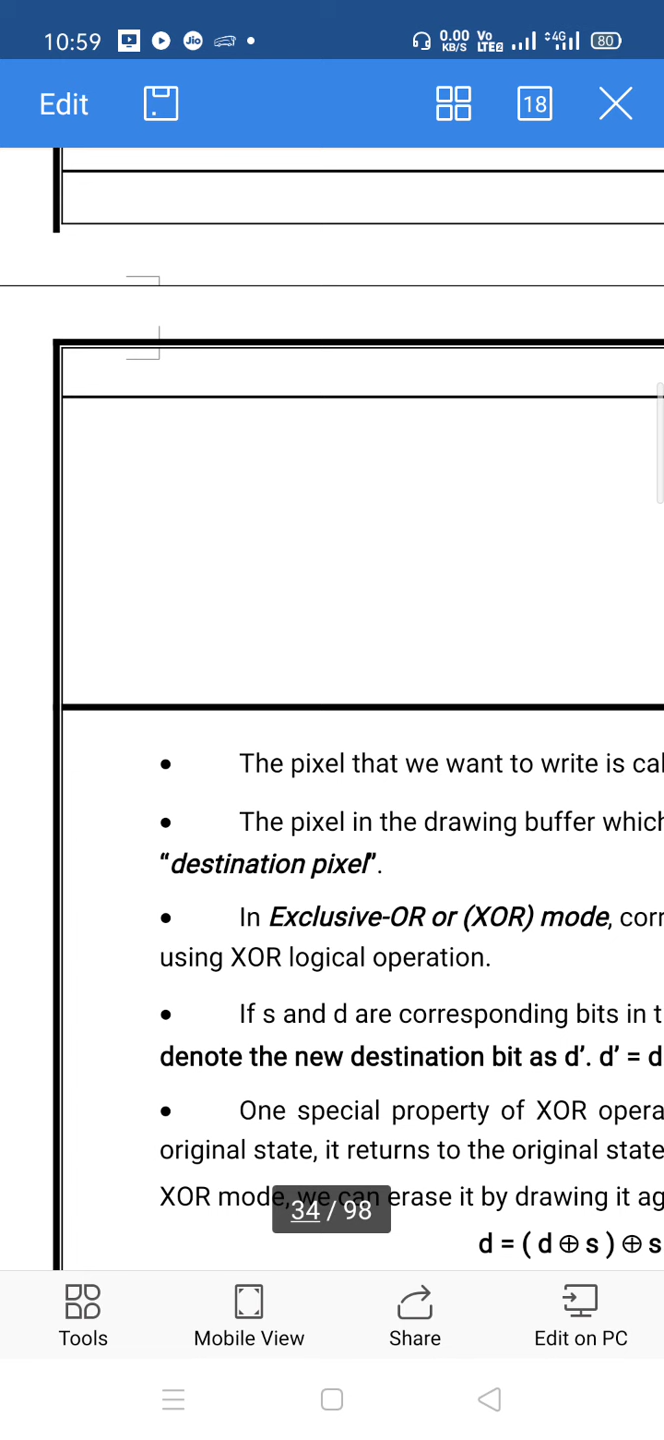 10:59 Jio 0.00 KB/S Vo LTE2 4G 80
Edit 18
The pixel that we want to write is cal
The pixel in the drawing buffer which
“destination pixel”.
In Exclusive-OR or (XOR) mode, corr
using XOR logical operation.
If s and d are corresponding bits in t
denote the new destination bit as d’. d’ = d
One special property of XOR opera
original state, it returns to the original state
XOR mode, we can erase it by drawing it ag
34 / 98
d = ( d ⊕ s ) ⊕ s
Tools Mobile View Share Edit on PC